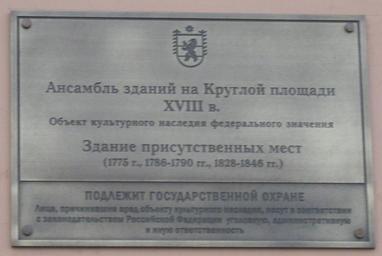 Ансамбль зданий на Круглой площади
XVIII в.
Объект культурного наследия федерального значения
Здание присутственных мест
(1775 г., 1786-1790 гг., 1828-1846 гг.)
ПОДЛЕЖИТ ГОСУДАРСТВЕННОЙ ОХРАНЕ
Лица, причинившие вред объекту культурного наследия, несут в соответствии
с законодательством Российской Федерации уголовную, административную
и иную ответственность